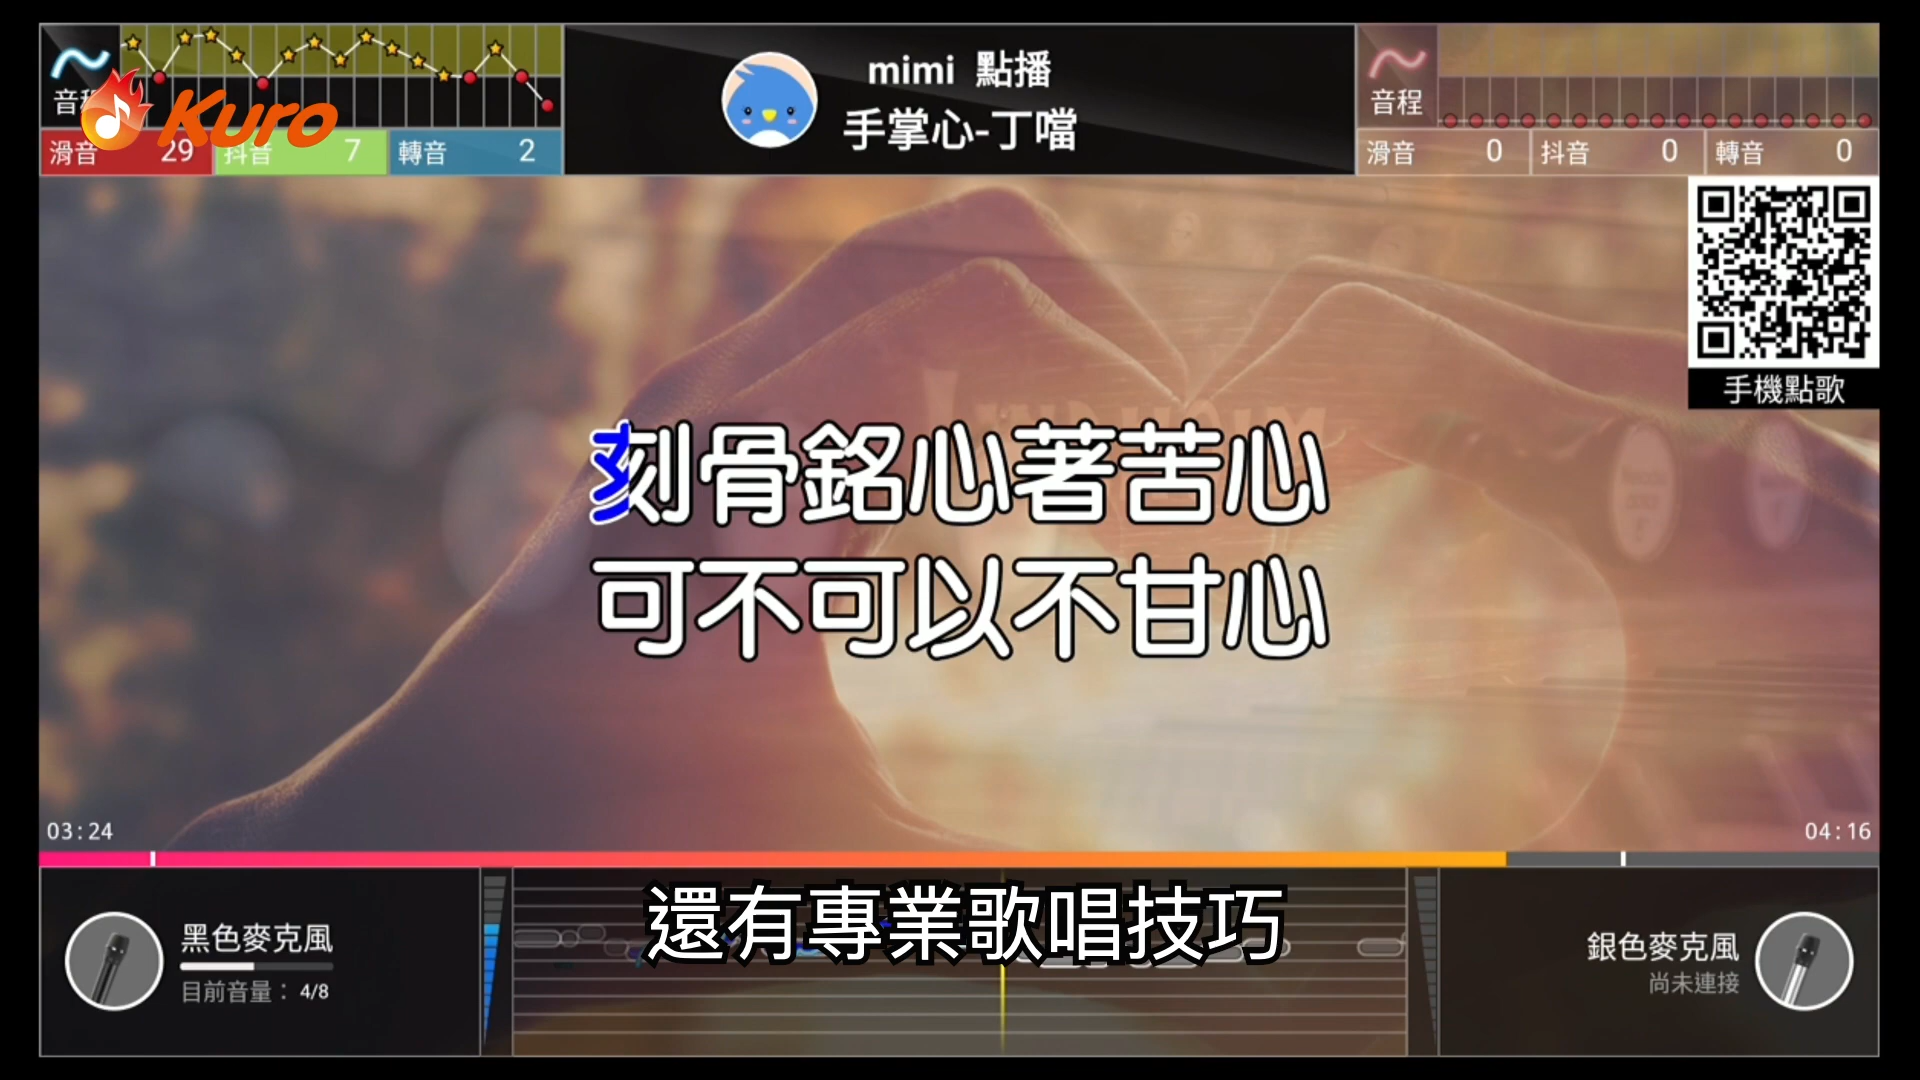 音程
Kuro
滑音 29
抖音 7
轉音 2
mimi 點播
手掌心-丁噹
音程
滑音 0
抖音 0
轉音 0
手機點歌
刻骨銘心著苦心
可不可以不甘心
03:24
04:16
還有專業歌唱技巧
黑色麥克風
目前音量： 4/8
銀色麥克風
尚未連接